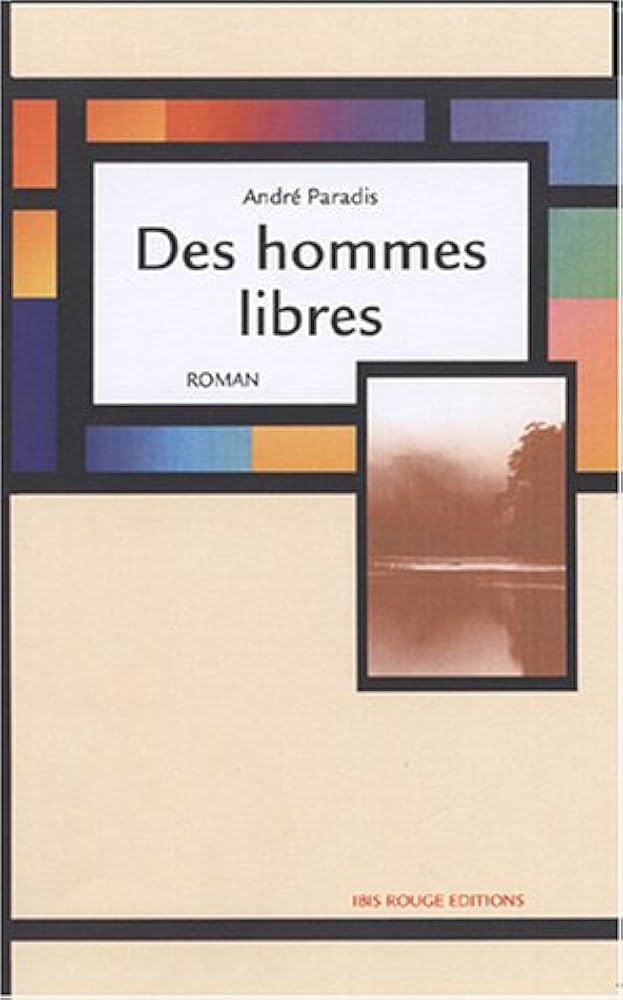 André Paradis
Des hommes
libres
ROMAN
IBIS ROUGE EDITIONS